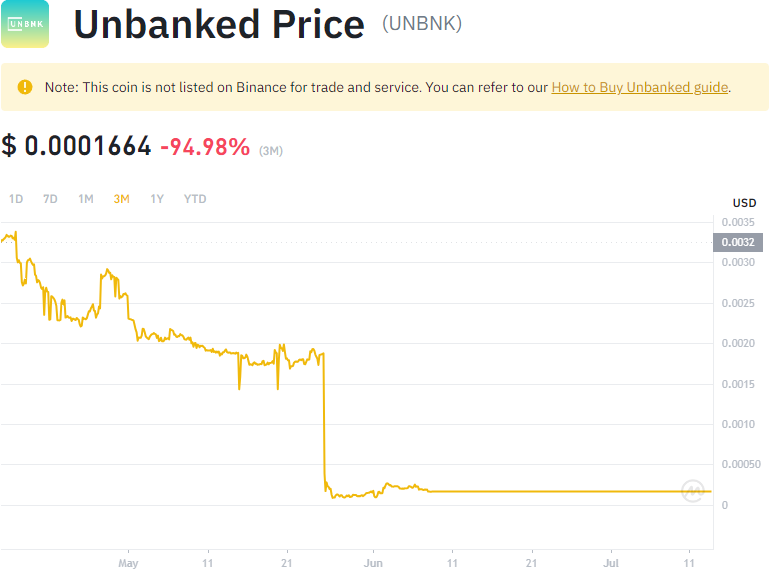 UNBNK
Unbanked Price (UNBNK)
Note: This coin is not listed on Binance for trade and service. You can refer to our How to Buy Unbanked guide.
$ 0.0001664 -94.98% (3M)
1D 7D 1M 3M 1Y YTD
USD
0.0035
0.0032
0.0030
0.0025
0.0020
0.0015
0.0010
0.00050
0
May 11 21 Jun 11 21 Jul 11